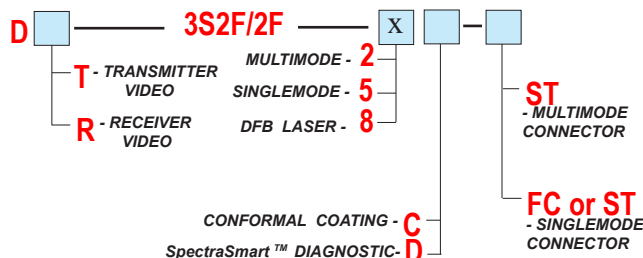 D 3S2F/2F X
T - TRANSMITTER
VIDEO
R - RECEIVER
VIDEO
MULTIMODE - 2
SINGLEMODE - 5
DFB LASER - 8
ST
- MULTIMODE
CONNECTOR
FC or ST
- SINGLEMODE
CONNECTOR
CONFORMAL COATING - C
SpectraSmart ™ DIAGNOSTIC- D